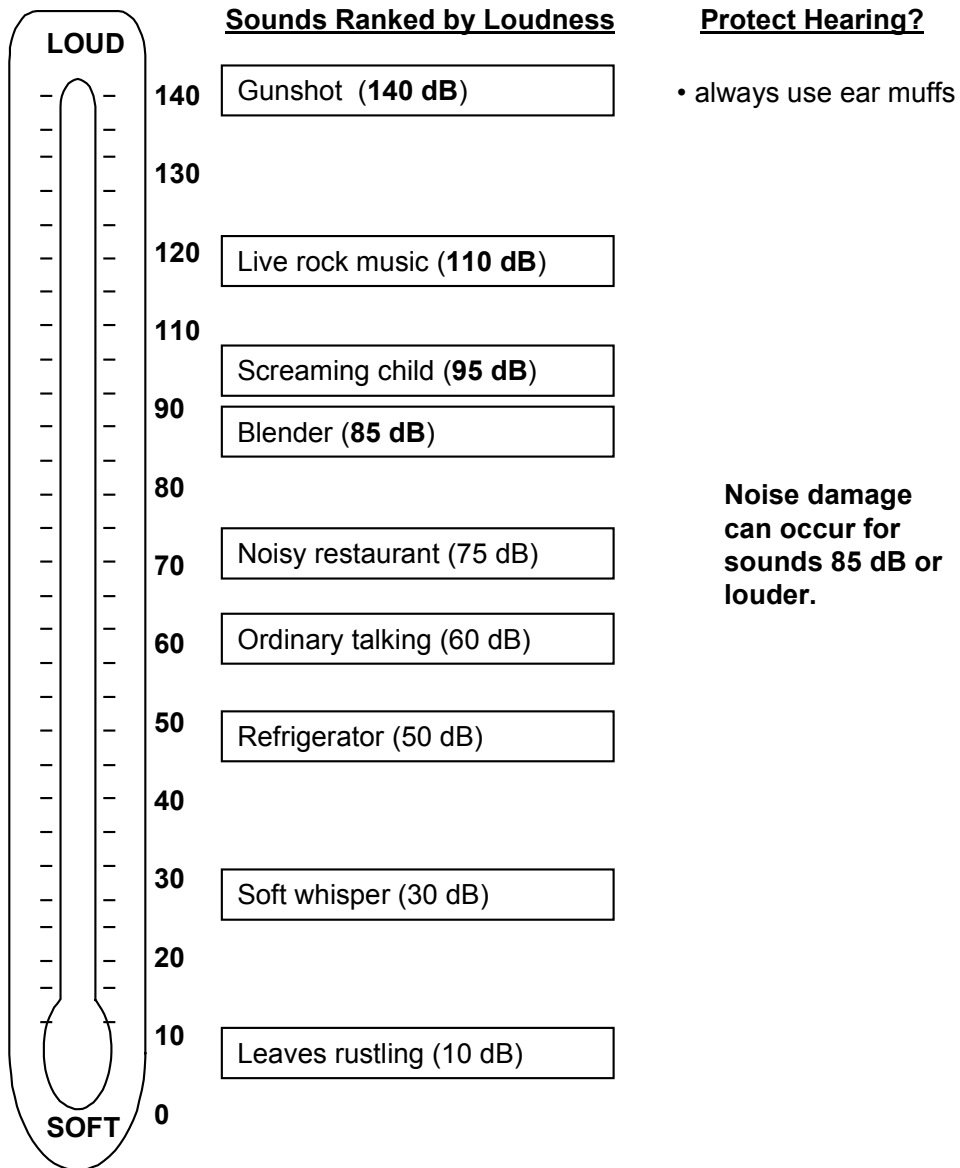 Sounds Ranked by Loudness
Protect Hearing?
LOUD
140
Gunshot (140 dB)
• always use ear muffs
130
120
Live rock music (110 dB)
110
Screaming child (95 dB)
90
Blender (85 dB)
80
Noise damage
can occur for
sounds 85 dB or
louder.
Noisy restaurant (75 dB)
70
60
Ordinary talking (60 dB)
50
Refrigerator (50 dB)
40
30
Soft whisper (30 dB)
20
10
Leaves rustling (10 dB)
0
SOFT